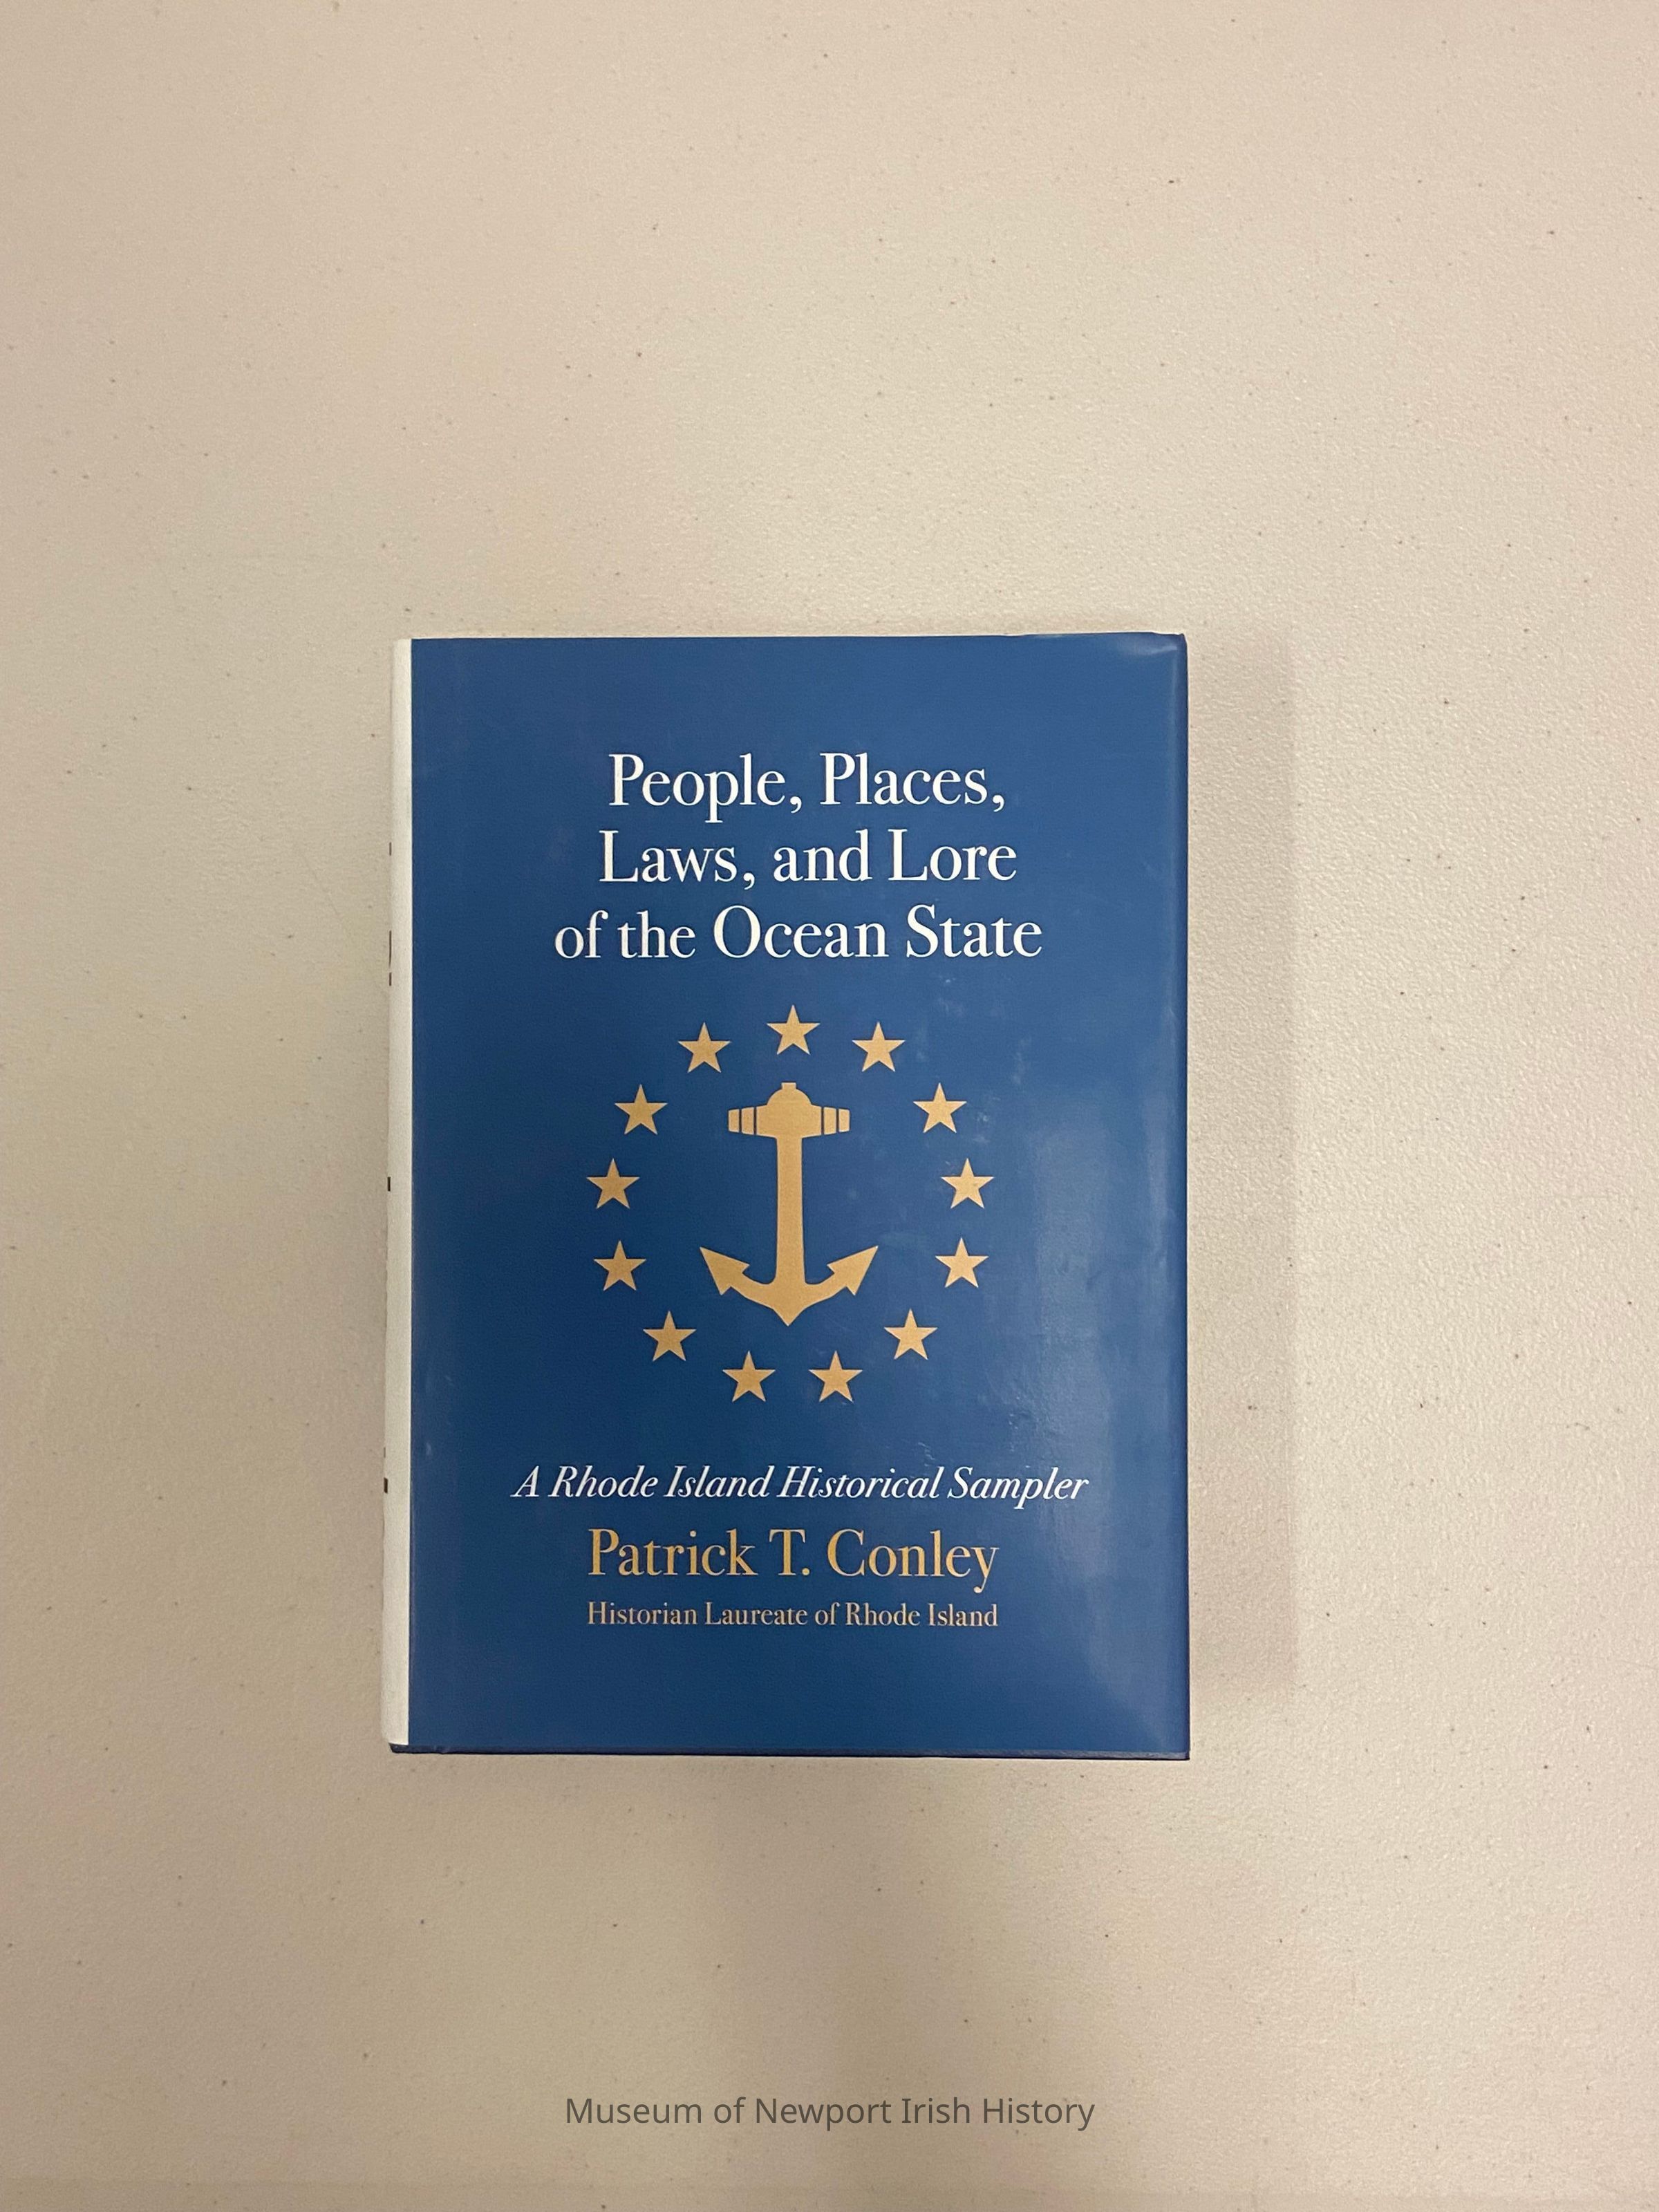 People, Places,
Laws, and Lore
of the Ocean State
A Rhode Island Historical Sampler
Patrick T. Conley
Historian Laureate of Rhode Island
Museum of Newport Irish History